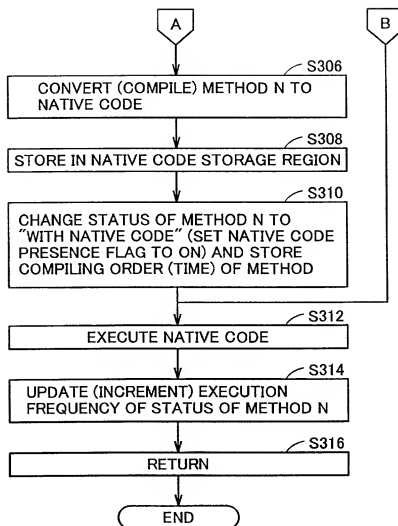 A
B
S306
CONVERT (COMPILE) METHOD N TO
NATIVE CODE
S308
STORE IN NATIVE CODE STORAGE REGION
S310
CHANGE STATUS OF METHOD N TO
"WITH NATIVE CODE" (SET NATIVE CODE
PRESENCE FLAG TO ON) AND STORE
COMPILING ORDER (TIME) OF METHOD
S312
EXECUTE NATIVE CODE
S314
UPDATE (INCREMENT) EXECUTION
FREQUENCY OF STATUS OF METHOD N
S316
RETURN
END